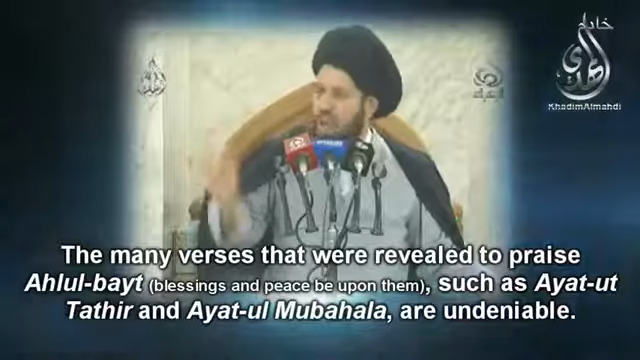 خادم
المهدي
KhadimAlmahdi
The many verses that were revealed to praise
Ahlul-bayt (blessings and peace be upon them), such as Ayat-ut
Tathir and Ayat-ul Mubahala, are undeniable.